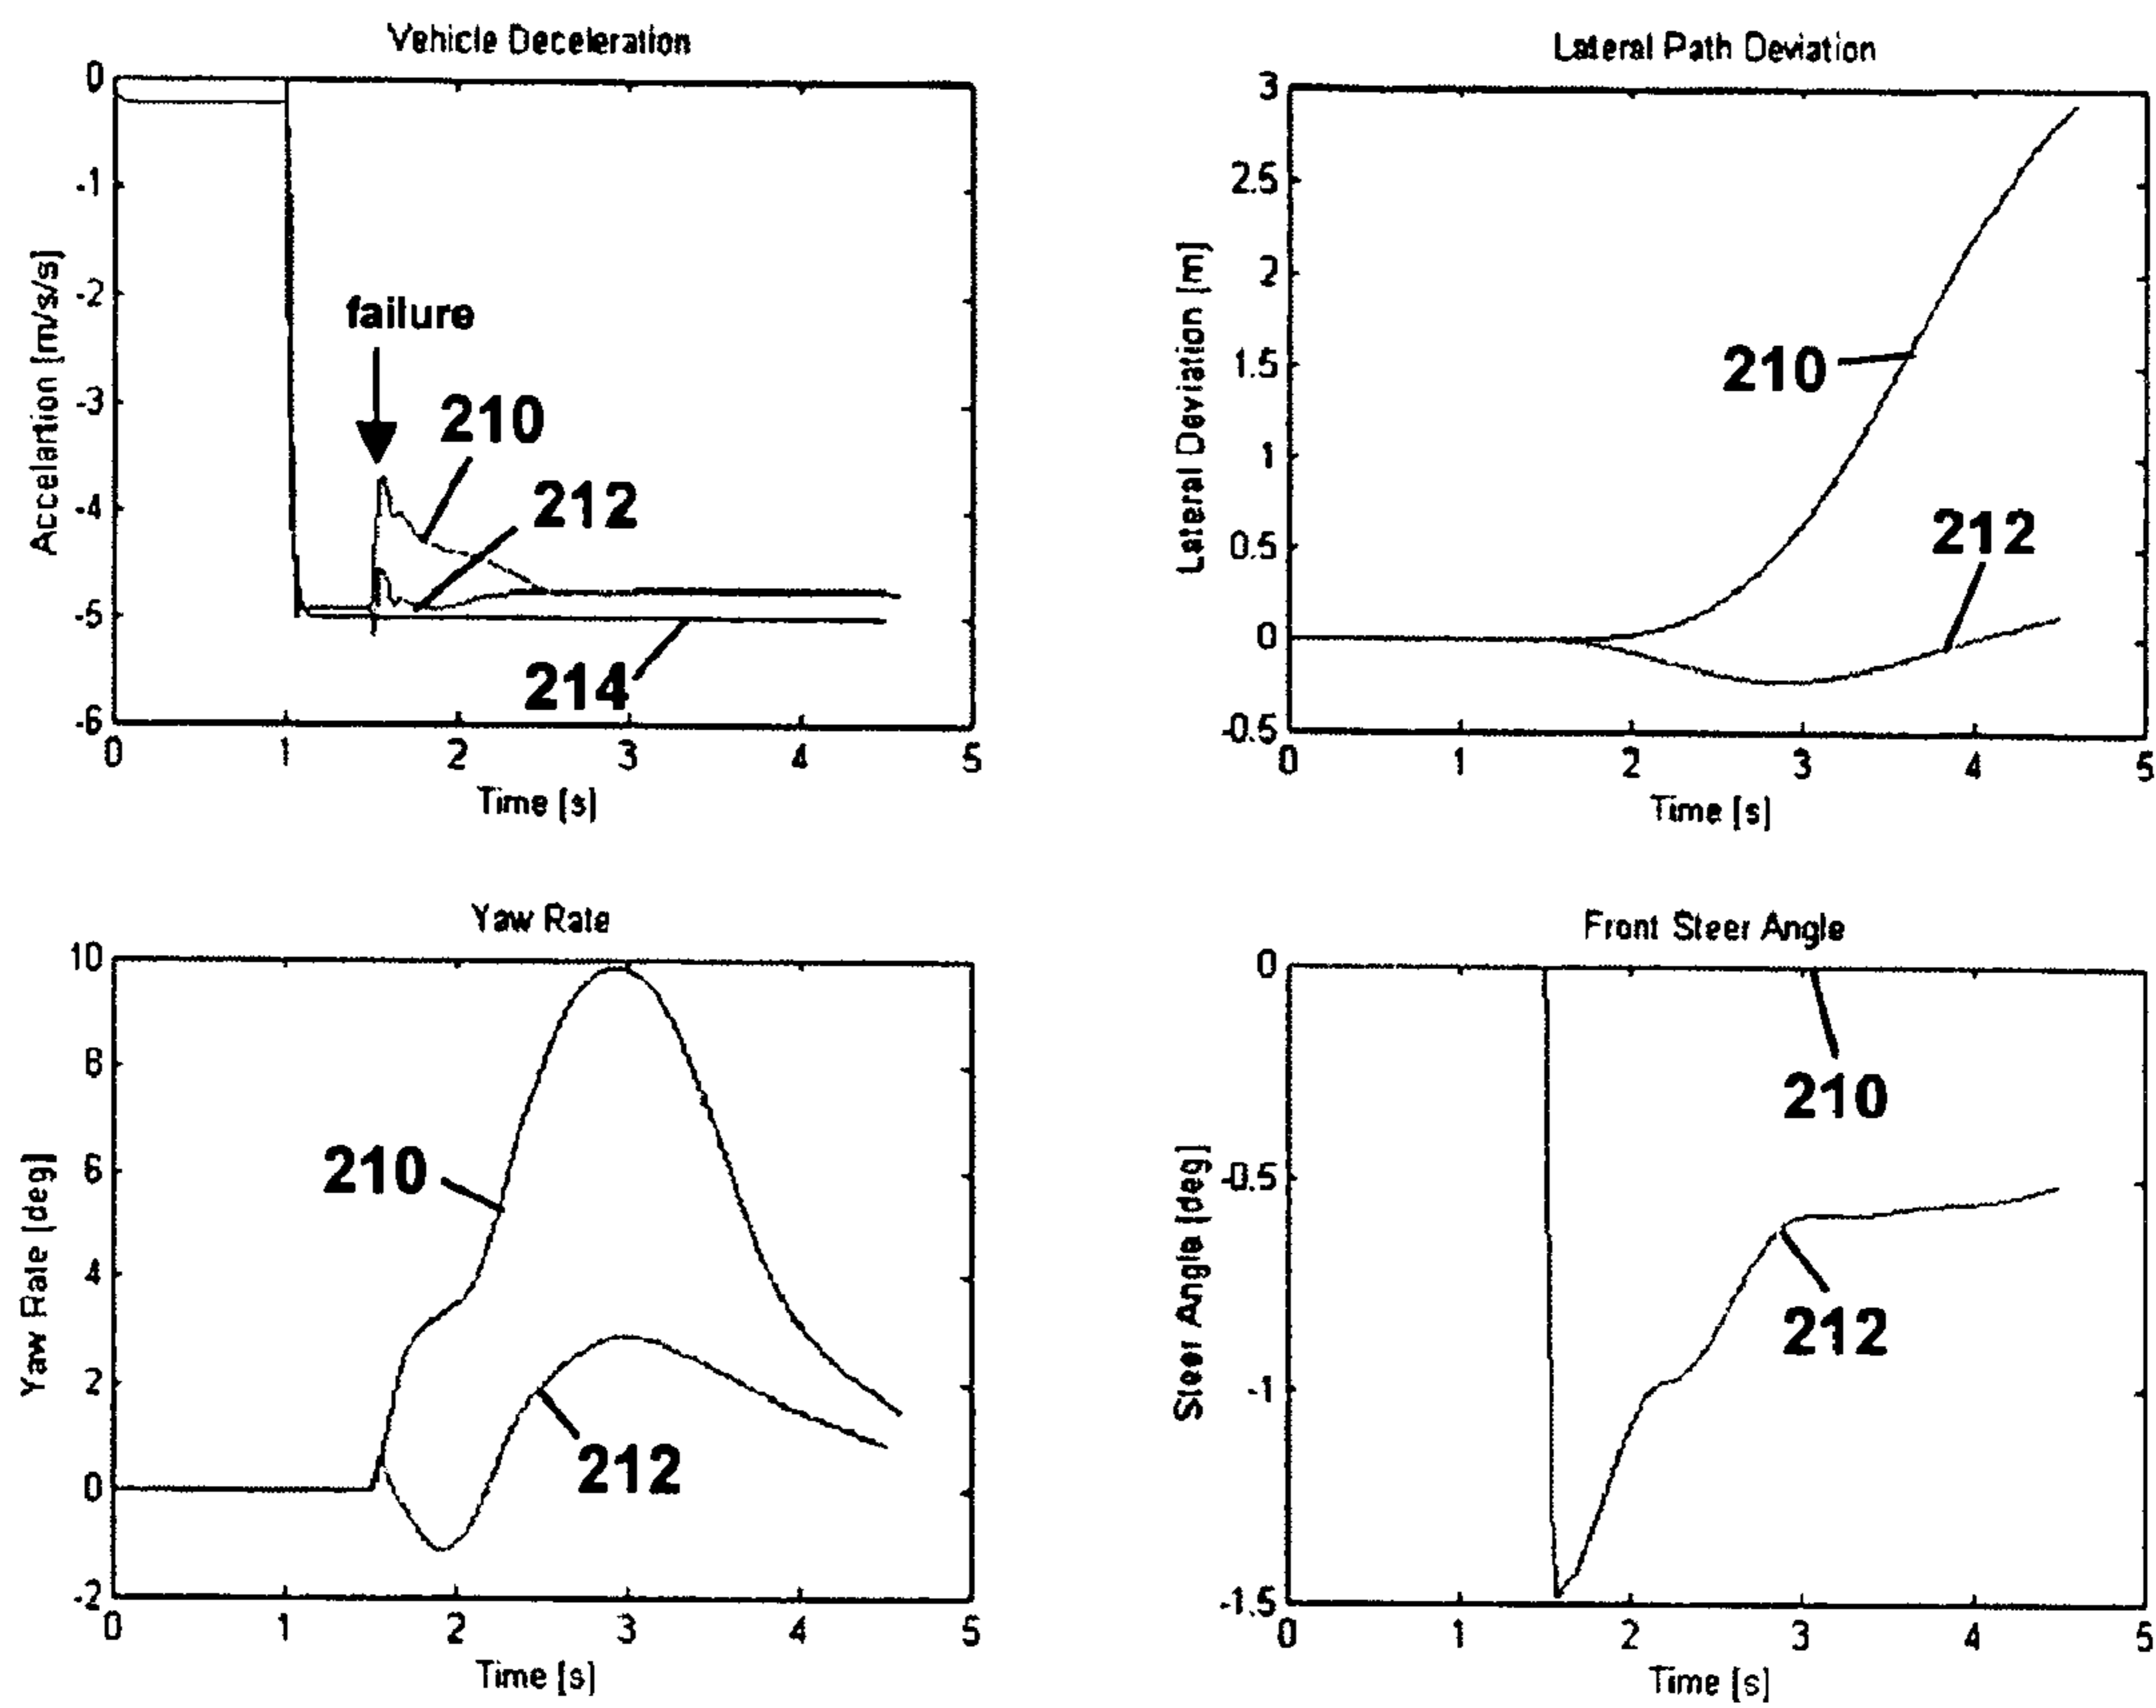 Vehicle Deceleration
0
-1
-2
-3
-4
-5
-6
Accelartion [m/s/s]
failure
210
212
214
0 1 2 3 4 5
Time [s]
Lateral Path Deviation
3
2.5
2
1.5
1
0.5
0
-0.5
Lateral Deviation [m]
210
212
0 1 2 3 4 5
Time [s]
Yaw Rate
10
8
6
4
2
0
-2
Yaw Rate [deg]
210
212
0 1 2 3 4 5
Time [s]
Front Steer Angle
0
-0.5
-1
-1.5
Steer Angle [deg]
210
212
0 1 2 3 4 5
Time [s]